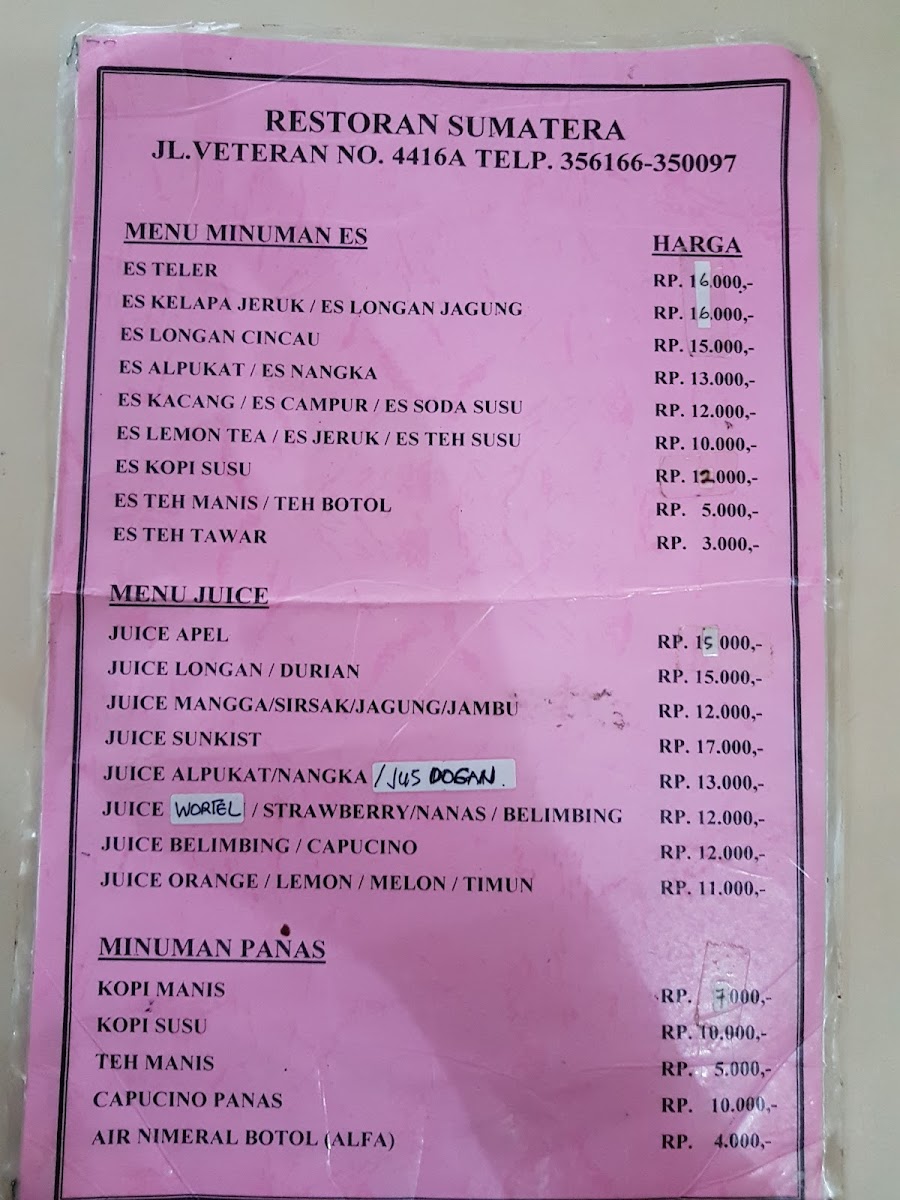 RESTORAN SUMATERA
JL.VETERAN NO. 4416A TELP. 356166-350097
MENU MINUMAN ES HARGA
ES TELER RP. 16.000,-
ES KELAPA JERUK / ES LONGAN JAGUNG RP. 16.000,-
ES LONGAN CINCAU RP. 15.000,-
ES ALPUKAT / ES NANGKA RP. 13.000,-
ES KACANG / ES CAMPUR / ES SODA SUSU RP. 12.000,-
ES LEMON TEA / ES JERUK / ES TEH SUSU RP. 10.000,-
ES KOPI SUSU RP. 12.000,-
ES TEH MANIS / TEH BOTOL RP. 5.000,-
ES TEH TAWAR RP. 3.000,-
MENU JUICE
JUICE APEL RP. 15 000,-
JUICE LONGAN / DURIAN RP. 15.000,-
JUICE MANGGA/SIRSAK/JAGUNG/JAMBU RP. 12.000,-
JUICE SUNKIST RP. 17.000,-
JUICE ALPUKAT/NANGKA /JUS DOGAN. RP. 13.000,-
JUICE WORTEL / STRAWBERRY/NANAS / BELIMBING RP. 12.000,-
JUICE BELIMBING / CAPUCINO RP. 12.000,-
JUICE ORANGE / LEMON / MELON / TIMUN RP. 11.000,-
MINUMAN PANAS
KOPI MANIS RP. 7000,-
KOPI SUSU RP. 10.000,-
TEH MANIS RP. 5.000,-
CAPUCINO PANAS RP. 10.000,-
AIR NIMERAL BOTOL (ALFA) RP. 4.000,-